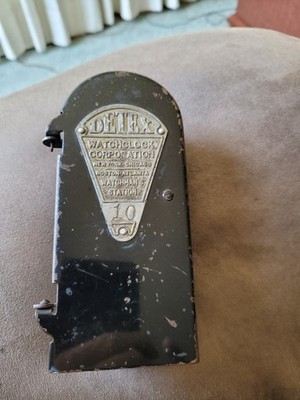 DETEX
WATCHCLOCK
CORPORATION
NEW YORK-CHICAGO
BOSTON-ATLANTA
WATCHMAN'S
STATION
10